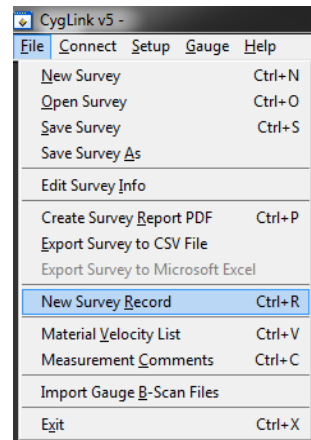 CygLink v5 -
File Connect Setup Gauge Help
New Survey Ctrl+N
Open Survey Ctrl+O
Save Survey Ctrl+S
Save Survey As
Edit Survey Info
Create Survey Report PDF Ctrl+P
Export Survey to CSV File
Export Survey to Microsoft Excel
New Survey Record Ctrl+R
Material Velocity List Ctrl+V
Measurement Comments Ctrl+C
Import Gauge B-Scan Files
Exit Ctrl+X